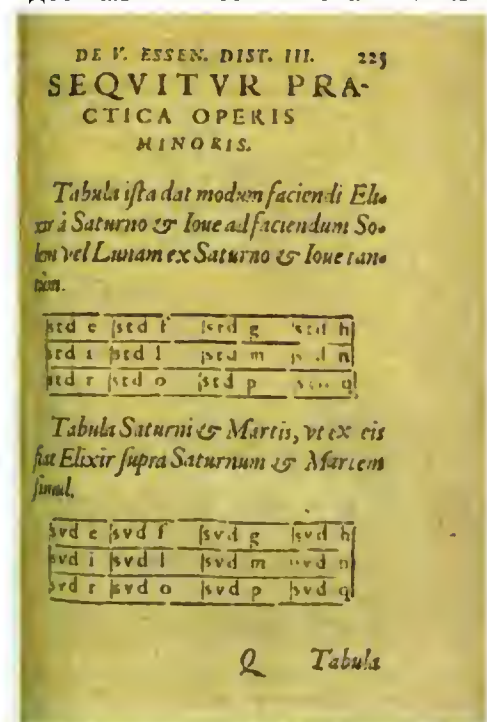 DE V. ESSEN. DIST. III. 225
SEQVITVR PRA-
CTICA OPERIS
MINORIS.
Tabula ista dat modum faciendi Eli-
xir à Saturno & Ioue ad faciendum So-
lem vel Lunam ex Saturno & Ioue tan-
tùm.
std e std f std g std h
std i std l std m n
std r std o std p q
Tabula Saturni & Martis, vt ex eis
fiat Elixir supra Saturnum & Martem
simul.
svd e svd f svd g svd h
svd i svd l svd m svd n
svd r svd o svd p svd q
Q Tabula